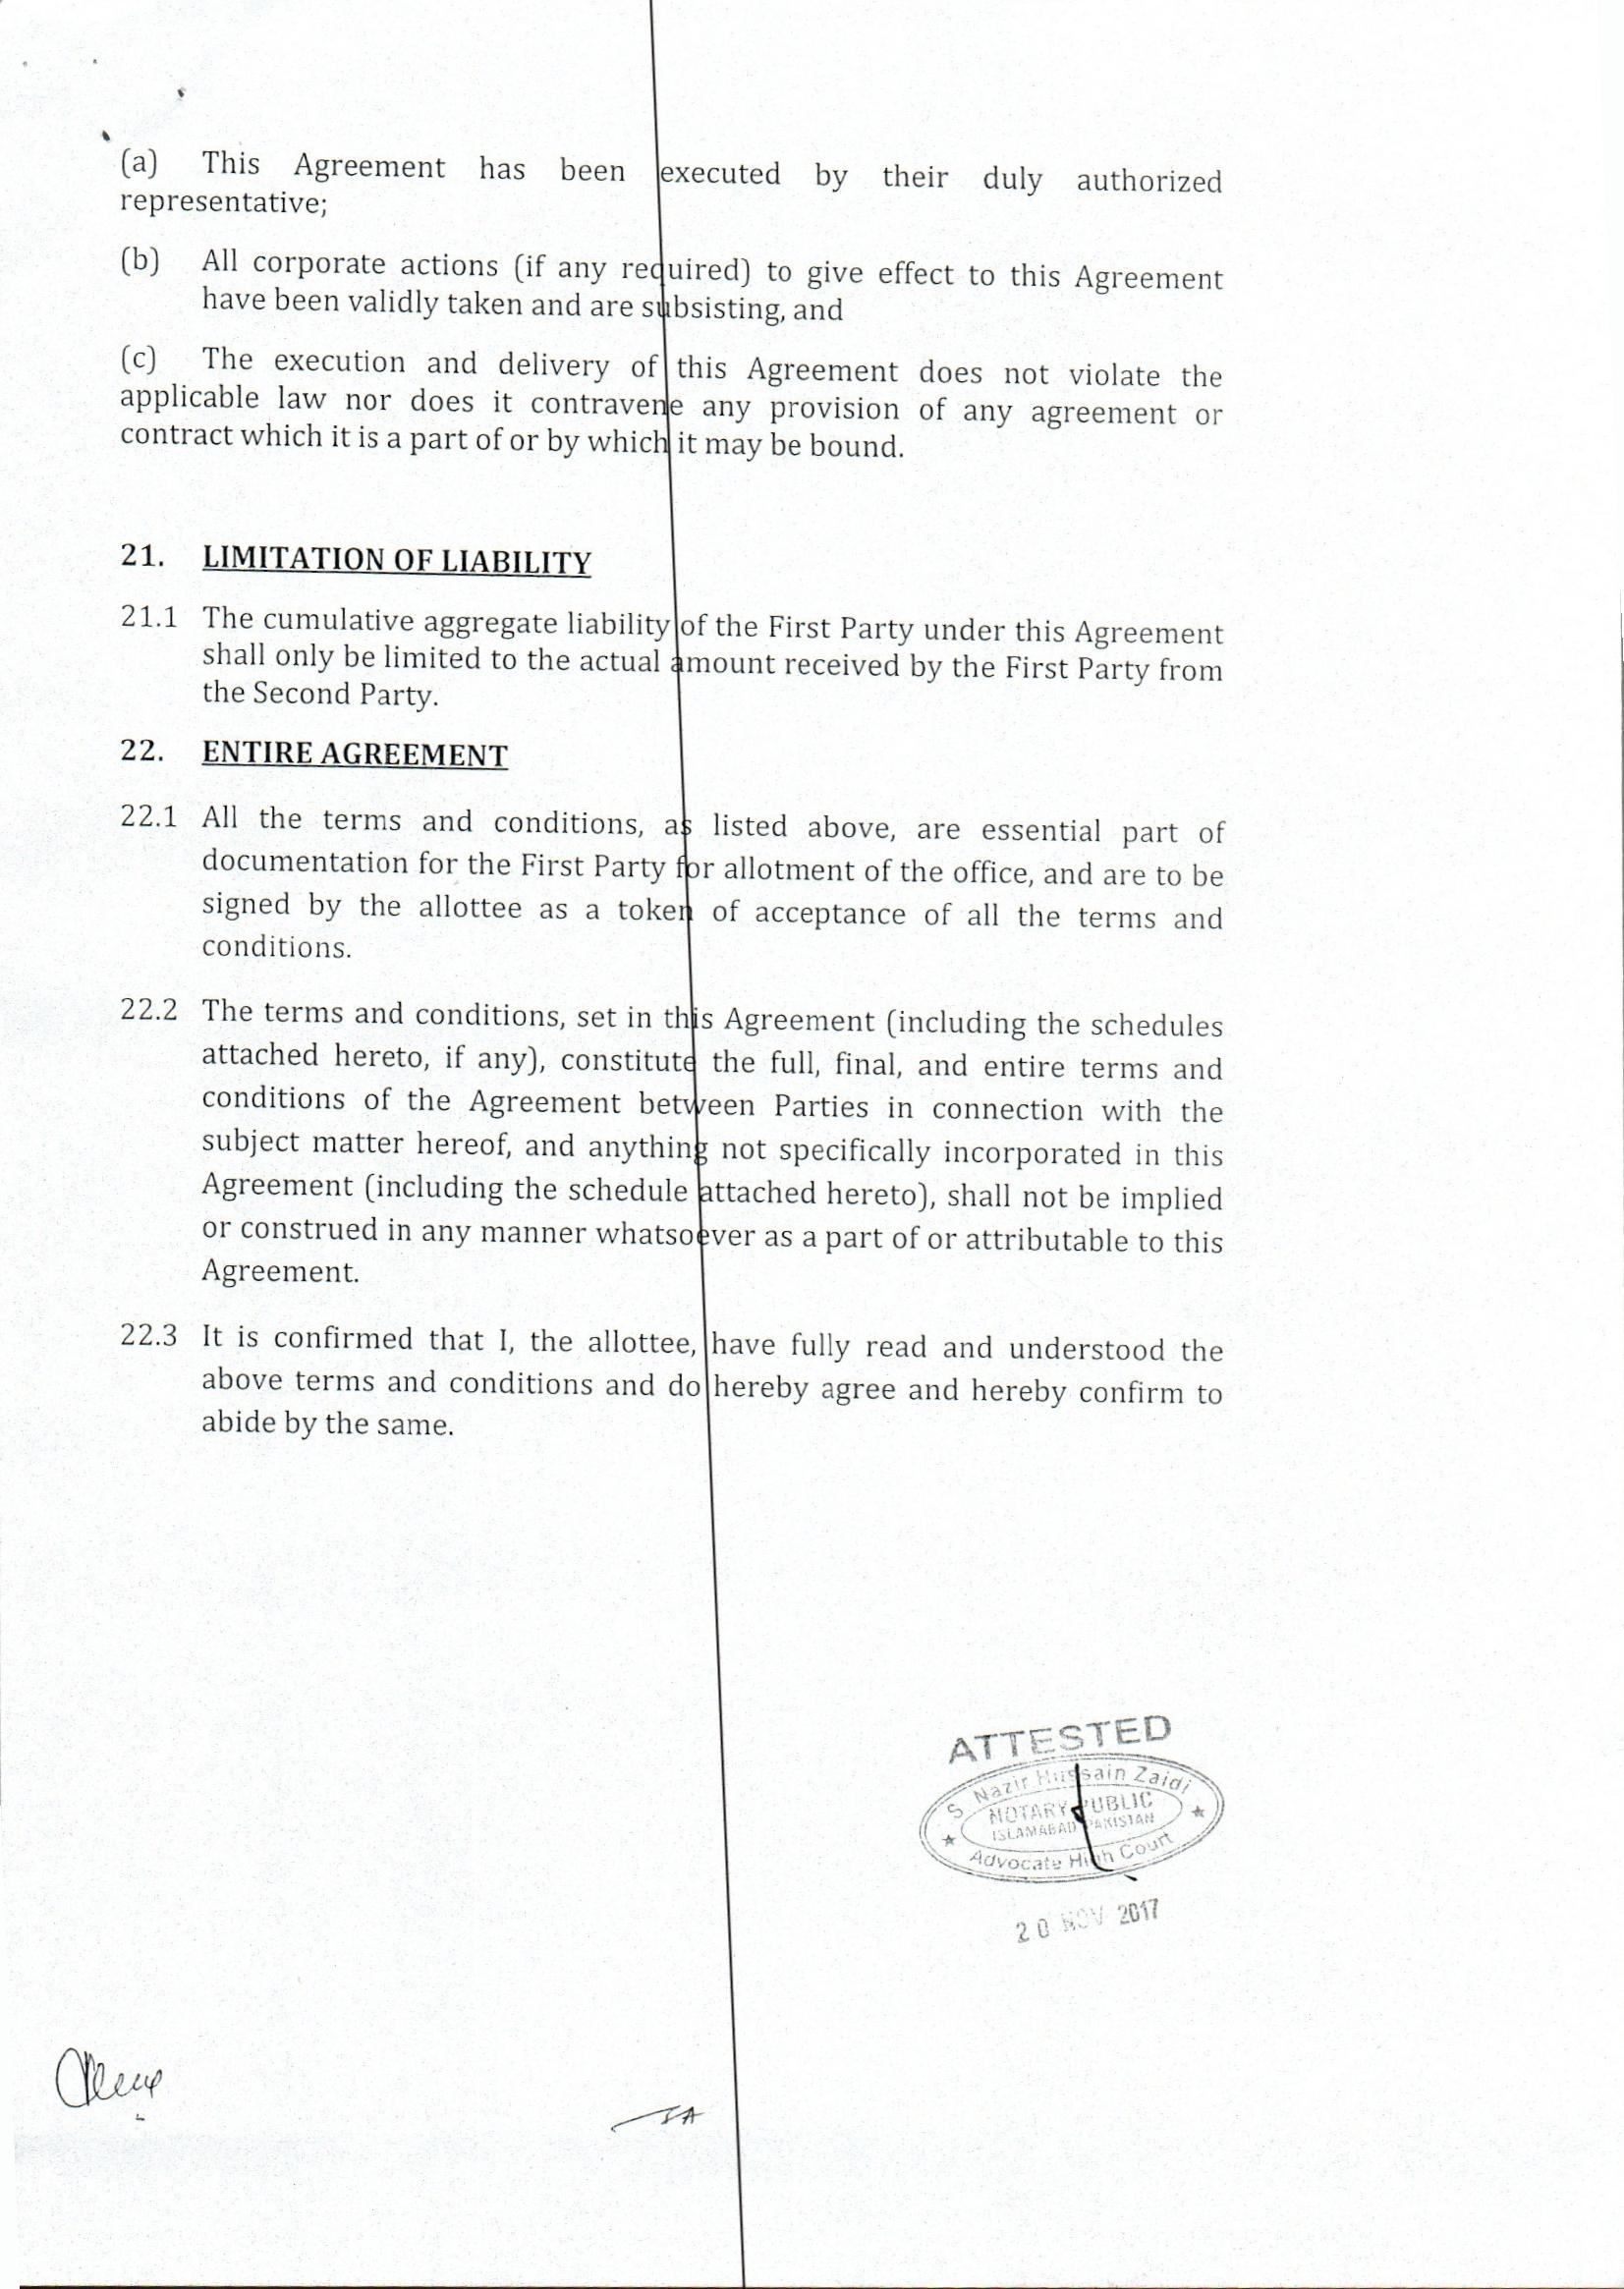 (a) This Agreement has been executed by their duly authorized
representative;
(b) All corporate actions (if any required) to give effect to this Agreement
have been validly taken and are subsisting, and
(c) The execution and delivery of this Agreement does not violate the
applicable law nor does it contravene any provision of any agreement or
contract which it is a part of or by which it may be bound.
21. LIMITATION OF LIABILITY
21.1 The cumulative aggregate liability of the First Party under this Agreement
shall only be limited to the actual amount received by the First Party from
the Second Party.
22. ENTIRE AGREEMENT
22.1 All the terms and conditions, as listed above, are essential part of
documentation for the First Party for allotment of the office, and are to be
signed by the allottee as a token of acceptance of all the terms and
conditions.
22.2 The terms and conditions, set in this Agreement (including the schedules
attached hereto, if any), constitute the full, final, and entire terms and
conditions of the Agreement between Parties in connection with the
subject matter hereof, and anything not specifically incorporated in this
Agreement (including the schedule attached hereto), shall not be implied
or construed in any manner whatsoever as a part of or attributable to this
Agreement.
22.3 It is confirmed that I, the allottee, have fully read and understood the
above terms and conditions and do hereby agree and hereby confirm to
abide by the same.
ATTESTED
S. Nazir Hussain Zaidi
NOTARY PUBLIC
ISLAMABAD PAKISTAN
Advocate High Court
20 NOV 2017